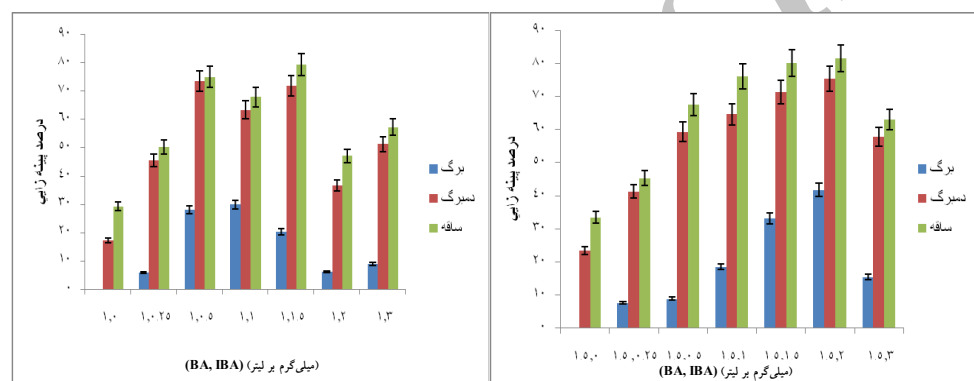 درصد پینه زایي
۹۰
۸۰
۷۰
۶۰
۵۰
۴۰
۳۰
۲۰
۱۰
۰
برگ
دمبرگ
ساقه
۱,۰ ۱,۰ ۲۵ ۱,۰ ۵ ۱,۱ ۱,۱۵ ۱,۲ ۱,۳
(BA, IBA) (میلی‌گرم بر لیتر)
درصد پینه زایي
۹۰
۸۰
۷۰
۶۰
۵۰
۴۰
۳۰
۲۰
۱۰
۰
برگ
دمبرگ
ساقه
۱ ۵,۰ ۱ ۵,۰ ۲۵ ۱ ۵.۰ ۵ ۱ ۵.۱ ۱ ۵.۱ ۵ ۱ ۵,۲ ۱ ۵,۳
(BA, IBA) (میلی‌گرم بر لیتر)